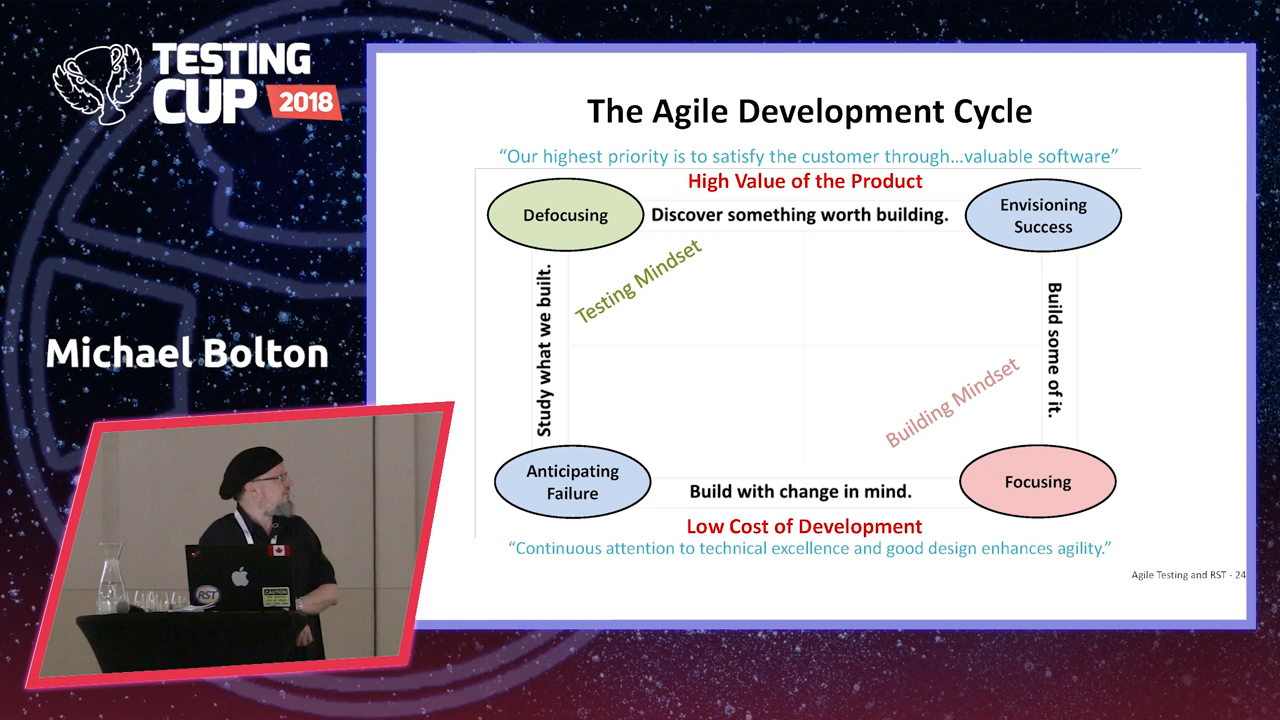 TESTING
CUP 2018
Michael Bolton
RST
CAUTION
The Agile Development Cycle
“Our highest priority is to satisfy the customer through...valuable software”
High Value of the Product
Defocusing
Discover something worth building.
Envisioning
Success
Testing Mindset
Study what we built.
Build some of it.
Building Mindset
Anticipating
Failure
Build with change in mind.
Focusing
Low Cost of Development
“Continuous attention to technical excellence and good design enhances agility.”
Agile Testing and RST - 24